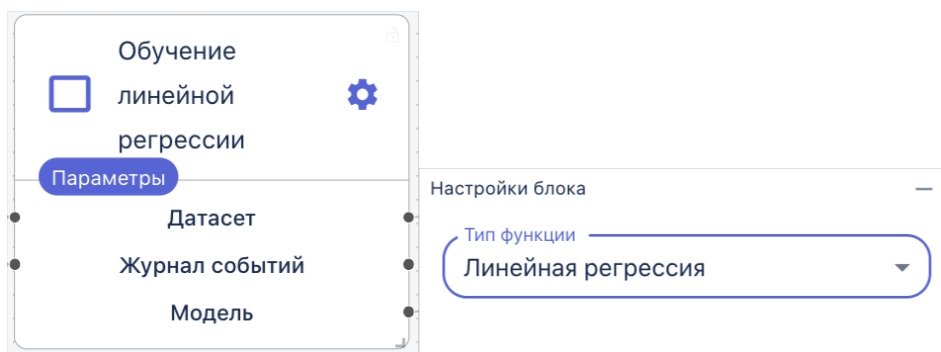 Обучение
линейной
регрессии
Параметры
Датасет
Журнал событий
Модель
Настройки блока
Тип функции
Линейная регрессия